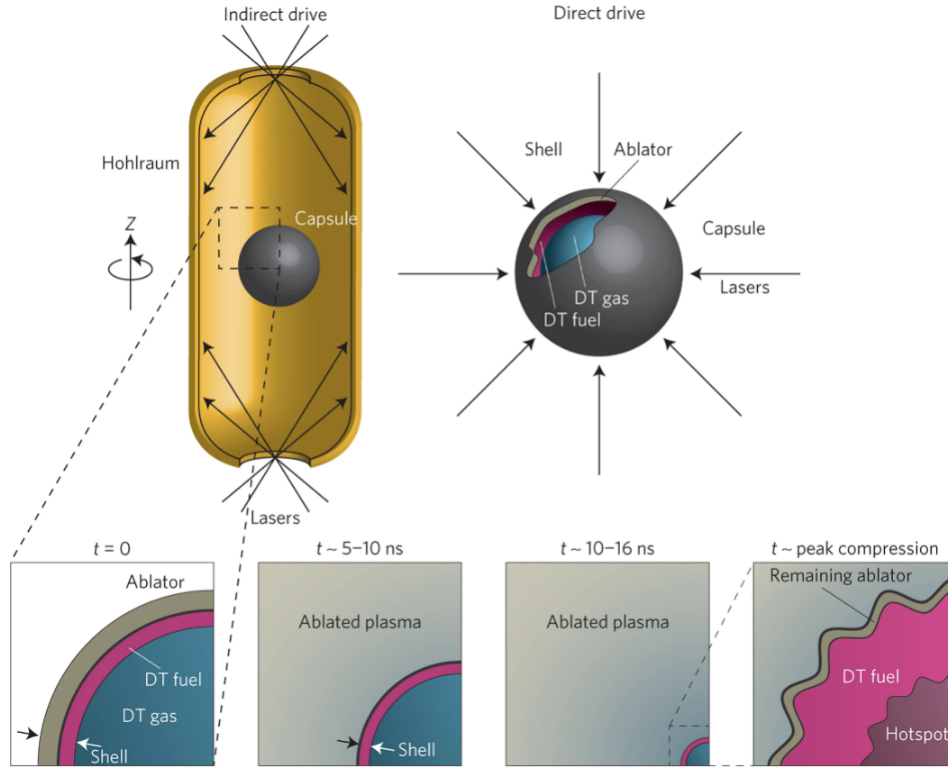 Indirect drive
Direct drive
Shell
Ablator
Hohlraum
Capsule
Z
Capsule
Lasers
DT gas
DT fuel
Lasers
t = 0
t ~ 5–10 ns
t ~ 10–16 ns
t ~ peak compression
Ablator
DT fuel
DT gas
Shell
Ablated plasma
Shell
Ablated plasma
Remaining ablator
DT fuel
Hotspot